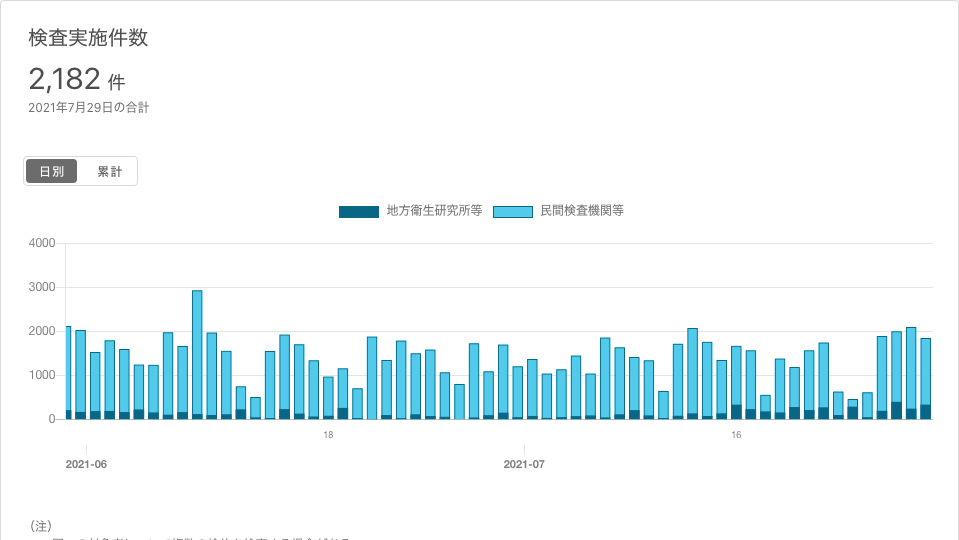 検査実施件数
2,182 件
2021年7月29日の合計
日別 累計
地方衛生研究所等 民間検査機関等
4000
3000
2000
1000
0
18 16
2021-06 2021-07
（注）